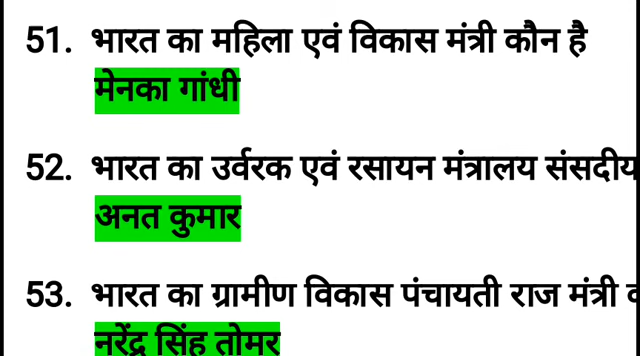 51. भारत का महिला एवं विकास मंत्री कौन है
मेनका गांधी
52. भारत का उर्वरक एवं रसायन मंत्रालय संसदीय
अनत कुमार
53. भारत का ग्रामीण विकास पंचायती राज मंत्री
नरेंद्र सिंह तोमर